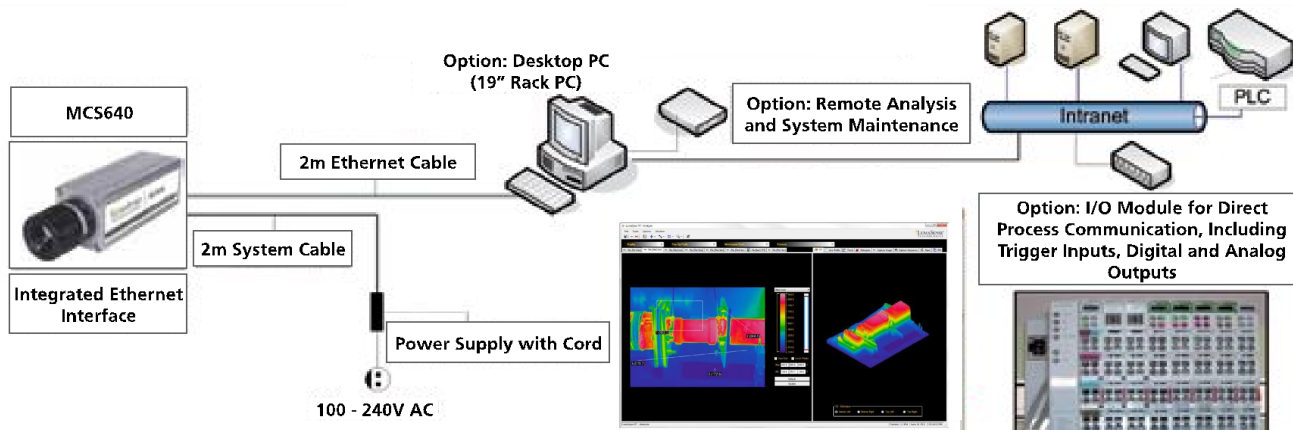 MCS640
Integrated Ethernet
Interface
2m Ethernet Cable
2m System Cable
Power Supply with Cord
100 - 240V AC
Option: Desktop PC
(19” Rack PC)
Option: Remote Analysis
and System Maintenance
Intranet
PLC
Option: I/O Module for Direct
Process Communication, Including
Trigger Inputs, Digital and Analog
Outputs